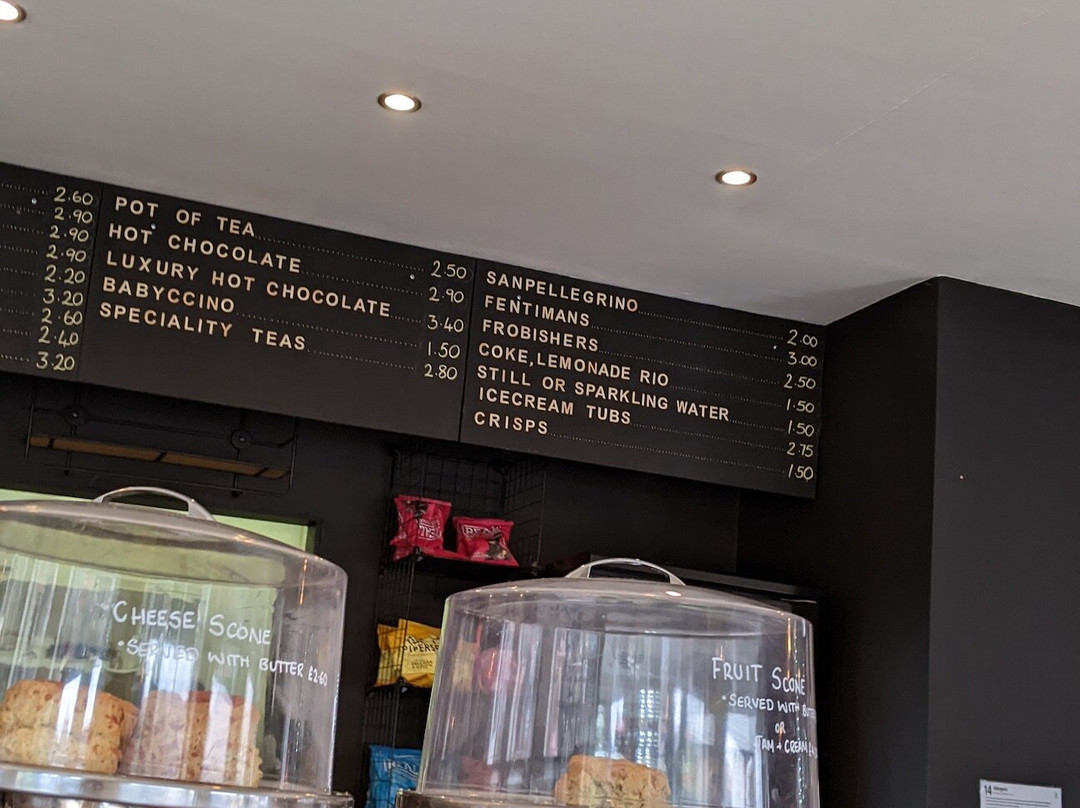 2.60
2.90
2.90
2.90
2.20
3.20
2.60
2.40
3.20
POT OF TEA 2.50
HOT CHOCOLATE 2.90
LUXURY HOT CHOCOLATE 3.40
BABYCCINO 1.50
SPECIALITY TEAS 2.80
SANPELLEGRINO 2.00
FENTIMANS 3.00
FROBISHERS 2.50
COKE, LEMONADE RIO 1.50
STILL OR SPARKLING WATER 1.50
ICECREAM TUBS 2.75
CRISPS 1.50
CHEESE SCONE
•SERVED WITH BUTTER £2.60
FRUIT SCONE
•SERVED WITH
OR
JAM + CREAM
14